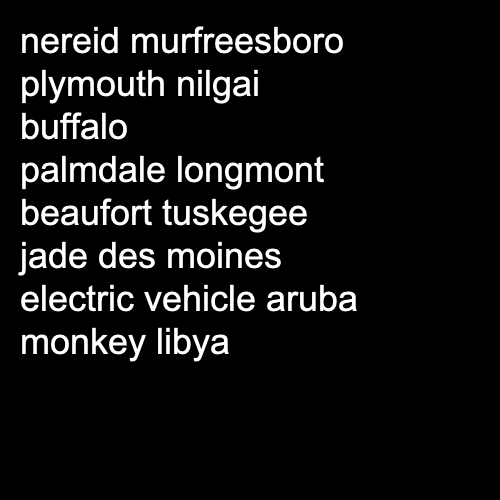 nereid murfreesboro
plymouth nilgai
buffalo
palmdale longmont
beaufort tuskegee
jade des moines
electric vehicle aruba
monkey libya